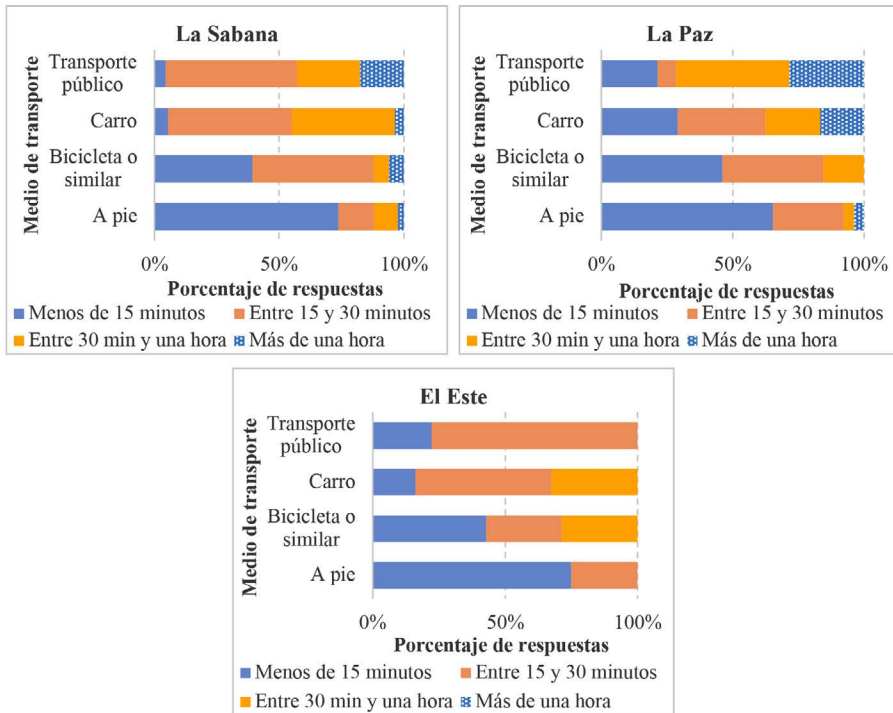 La Sabana
Medio de transporte
Transporte
público
Carro
Bicicleta o
similar
A pie
0% 50% 100%
Porcentaje de respuestas
Menos de 15 minutos Entre 15 y 30 minutos
Entre 30 min y una hora Más de una hora
La Paz
Medio de transporte
Transporte
público
Carro
Bicicleta o
similar
A pie
0% 50% 100%
Porcentaje de respuestas
Menos de 15 minutos Entre 15 y 30 minutos
Entre 30 min y una hora Más de una hora
El Este
Medio de transporte
Transporte
público
Carro
Bicicleta o
similar
A pie
0% 50% 100%
Porcentaje de respuestas
Menos de 15 minutos Entre 15 y 30 minutos
Entre 30 min y una hora Más de una hora